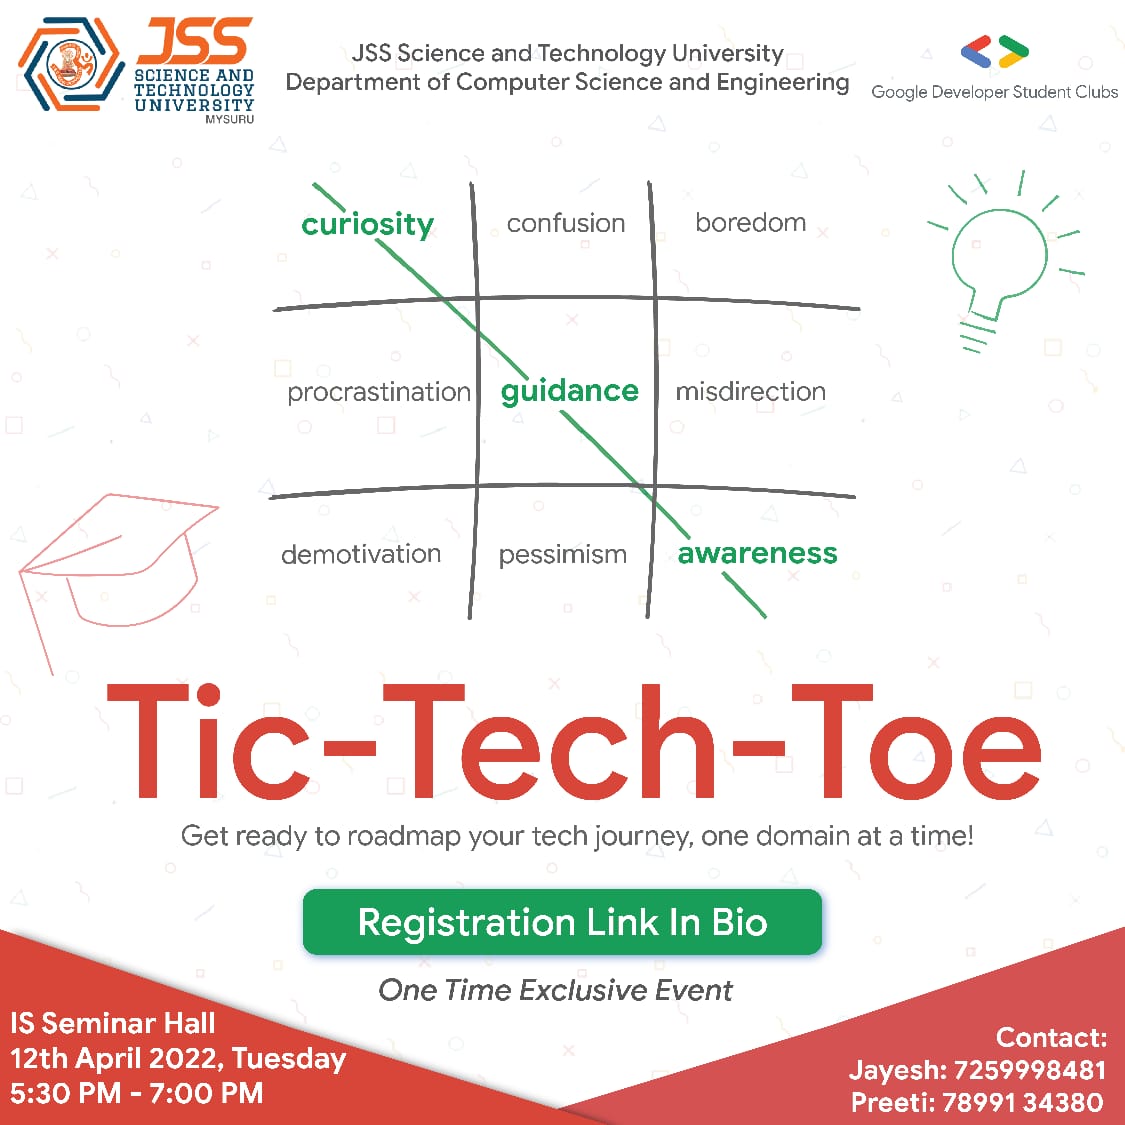 JSS
SCIENCE AND
TECHNOLOGY
UNIVERSITY
MYSURU
JSS Science and Technology University
Department of Computer Science and Engineering
Google Developer Student Clubs
curiosity confusion boredom
procrastination guidance misdirection
demotivation pessimism awareness
Tic-Tech-Toe
Get ready to roadmap your tech journey, one domain at a time!
Registration Link In Bio
One Time Exclusive Event
IS Seminar Hall
12th April 2022, Tuesday
5:30 PM - 7:00 PM
Contact:
Jayesh: 7259998481
Preeti: 78991 34380